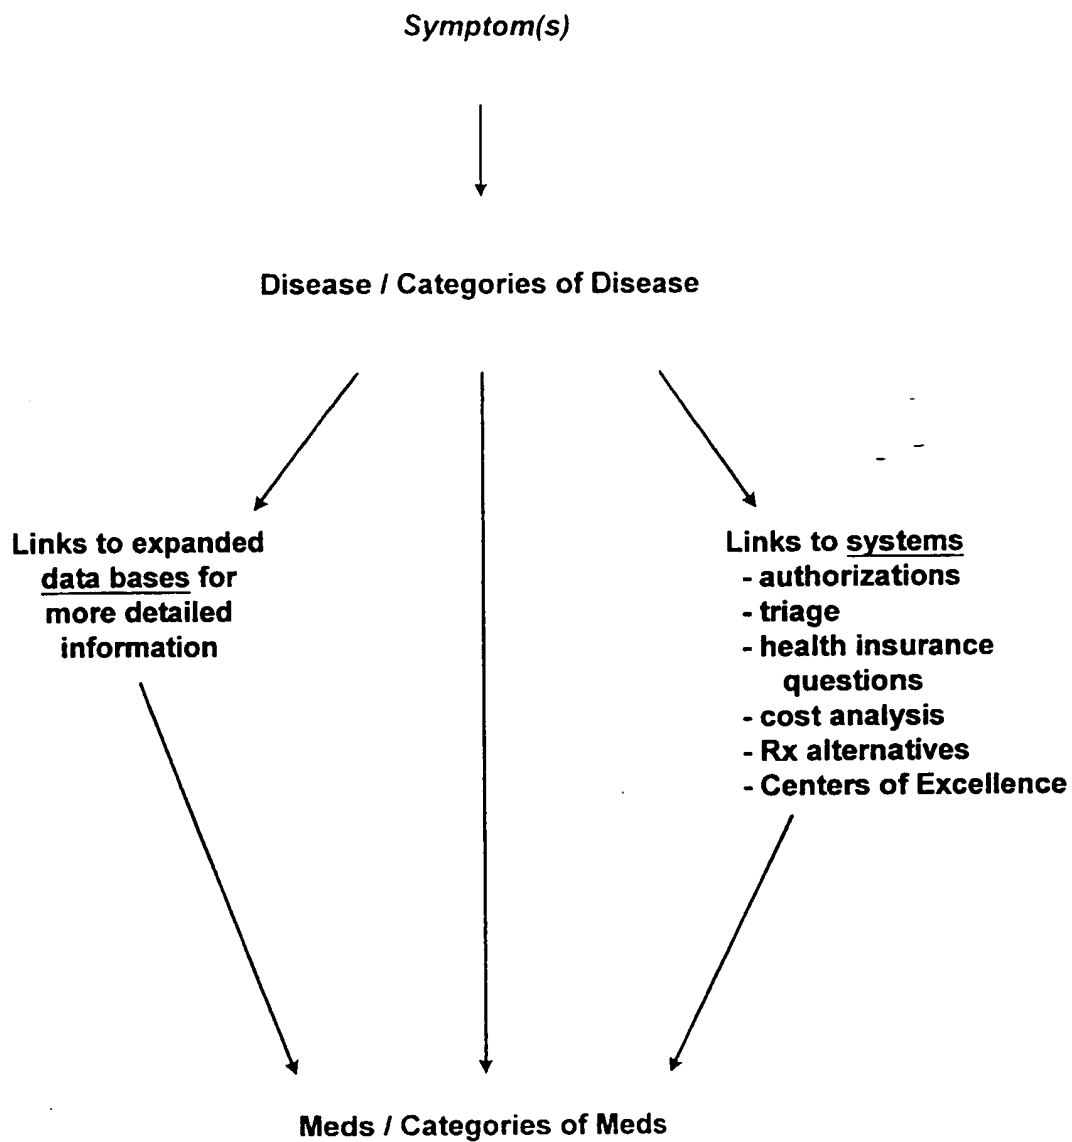 Symptom(s)
Disease / Categories of Disease
Links to expanded
data bases for
more detailed
information
Links to systems
- authorizations
- triage
- health insurance
questions
- cost analysis
- Rx alternatives
- Centers of Excellence
Meds / Categories of Meds